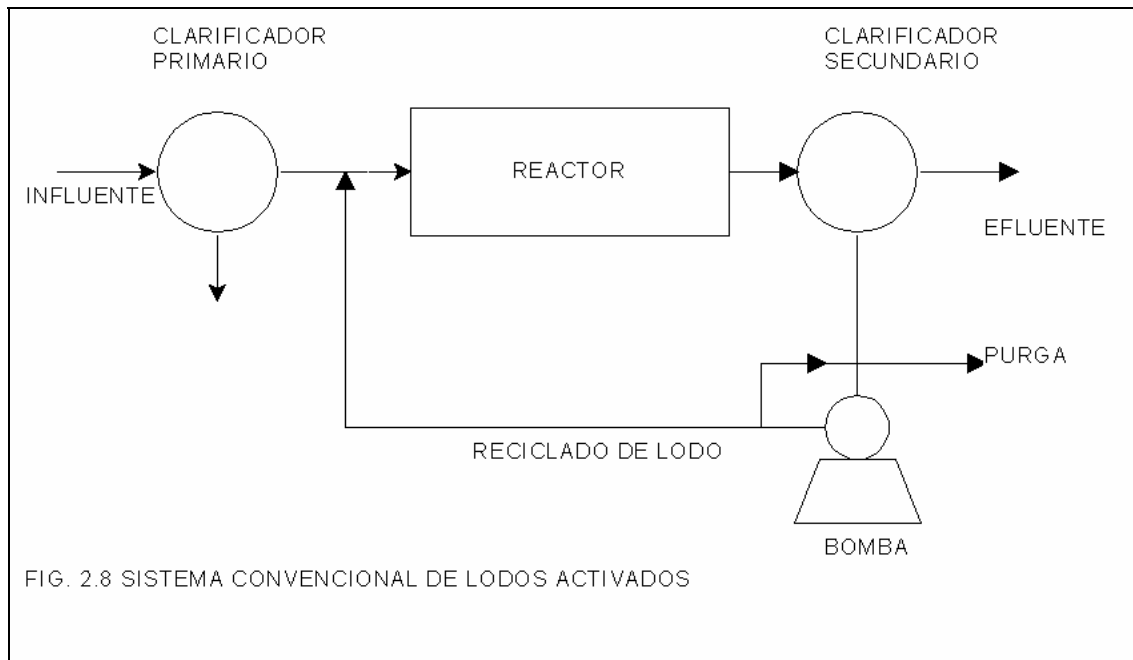 CLARIFICADOR
PRIMARIO
CLARIFICADOR
SECUNDARIO
INFLUENTE
REACTOR
EFLUENTE
PURGA
RECICLADO DE LODO
BOMBA
FIG. 2.8 SISTEMA CONVENCIONAL DE LODOS ACTIVADOS